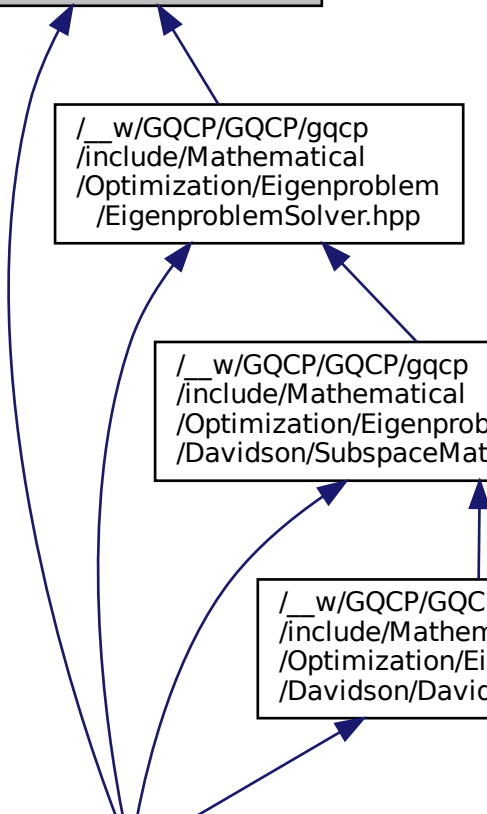 /__w/GQCP/GQCP/gqcp
/include/Mathematical
/Optimization/Eigenproblem
/EigenproblemSolver.hpp
/__w/GQCP/GQCP/gqcp
/include/Mathematical
/Optimization/Eigenprob
/Davidson/SubspaceMat
/__w/GQCP/GQC
/include/Mathem
/Optimization/Ei
/Davidson/David